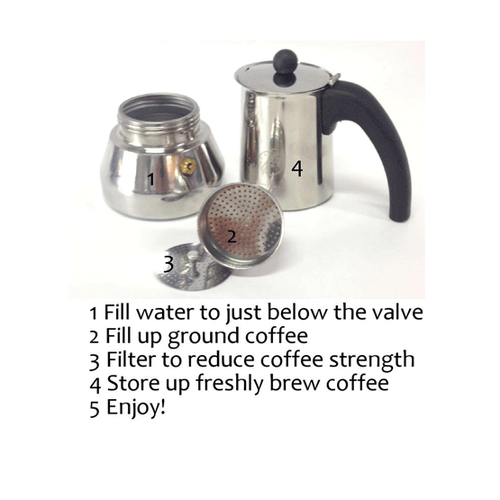 1
4
2
3
1 Fill water to just below the valve
2 Fill up ground coffee
3 Filter to reduce coffee strength
4 Store up freshly brew coffee
5 Enjoy!